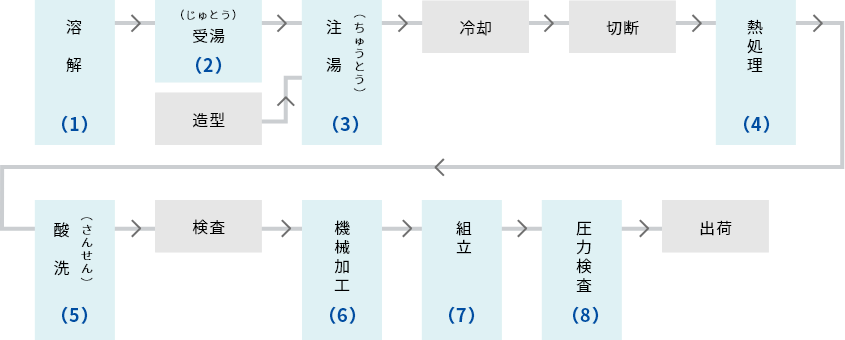 溶解
（1）
（じゅとう）
受湯
（2）
造型
注湯
（ちゅうとう）
（3）
冷却
切断
熱処理
（4）
酸洗
（さんせん）
（5）
検査
機械加工
（6）
組立
（7）
圧力検査
（8）
出荷